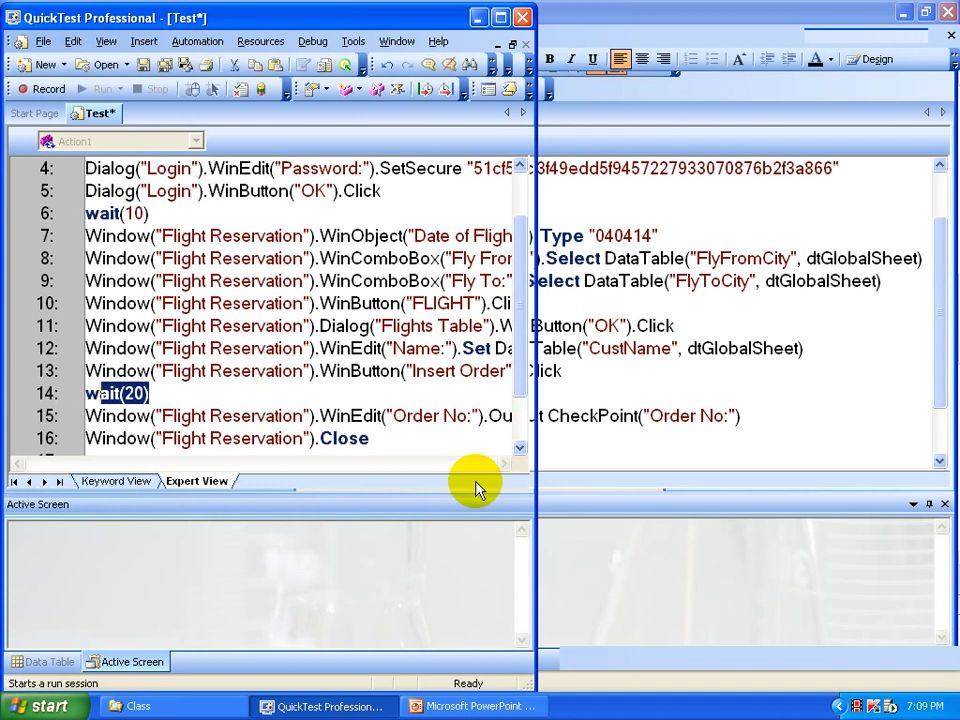 QuickTest Professional - [Test*]
File Edit View Insert Automation Resources Debug Tools Window Help
New Open
B I U A A Design
Record Run Stop
Start Page Test*
Action1
4: Dialog("Login").WinEdit("Password:").SetSecure "51cf5 c3f49edd5f9457227933070876b2f3a866"
5: Dialog("Login").WinButton("OK").Click
6: wait(10)
7: Window("Flight Reservation").WinObject("Date of Fligh ).Type "040414"
8: Window("Flight Reservation").WinComboBox("Fly From ).Select DataTable("FlyFromCity", dtGlobalSheet)
9: Window("Flight Reservation").WinComboBox("Fly To:" Select DataTable("FlyToCity", dtGlobalSheet)
10: Window("Flight Reservation").WinButton("FLIGHT").Cli
11: Window("Flight Reservation").Dialog("Flights Table").W Button("OK").Click
12: Window("Flight Reservation").WinEdit("Name:").Set Da Table("CustName", dtGlobalSheet)
13: Window("Flight Reservation").WinButton("Insert Order" Click
14: wait(20)
15: Window("Flight Reservation").WinEdit("Order No:").Output CheckPoint("Order No:")
16: Window("Flight Reservation").Close
Keyword View Expert View
Active Screen
Data Table Active Screen
Starts a run session Ready
start Class QuickTest Profession... Microsoft PowerPoint ... 7:09 PM